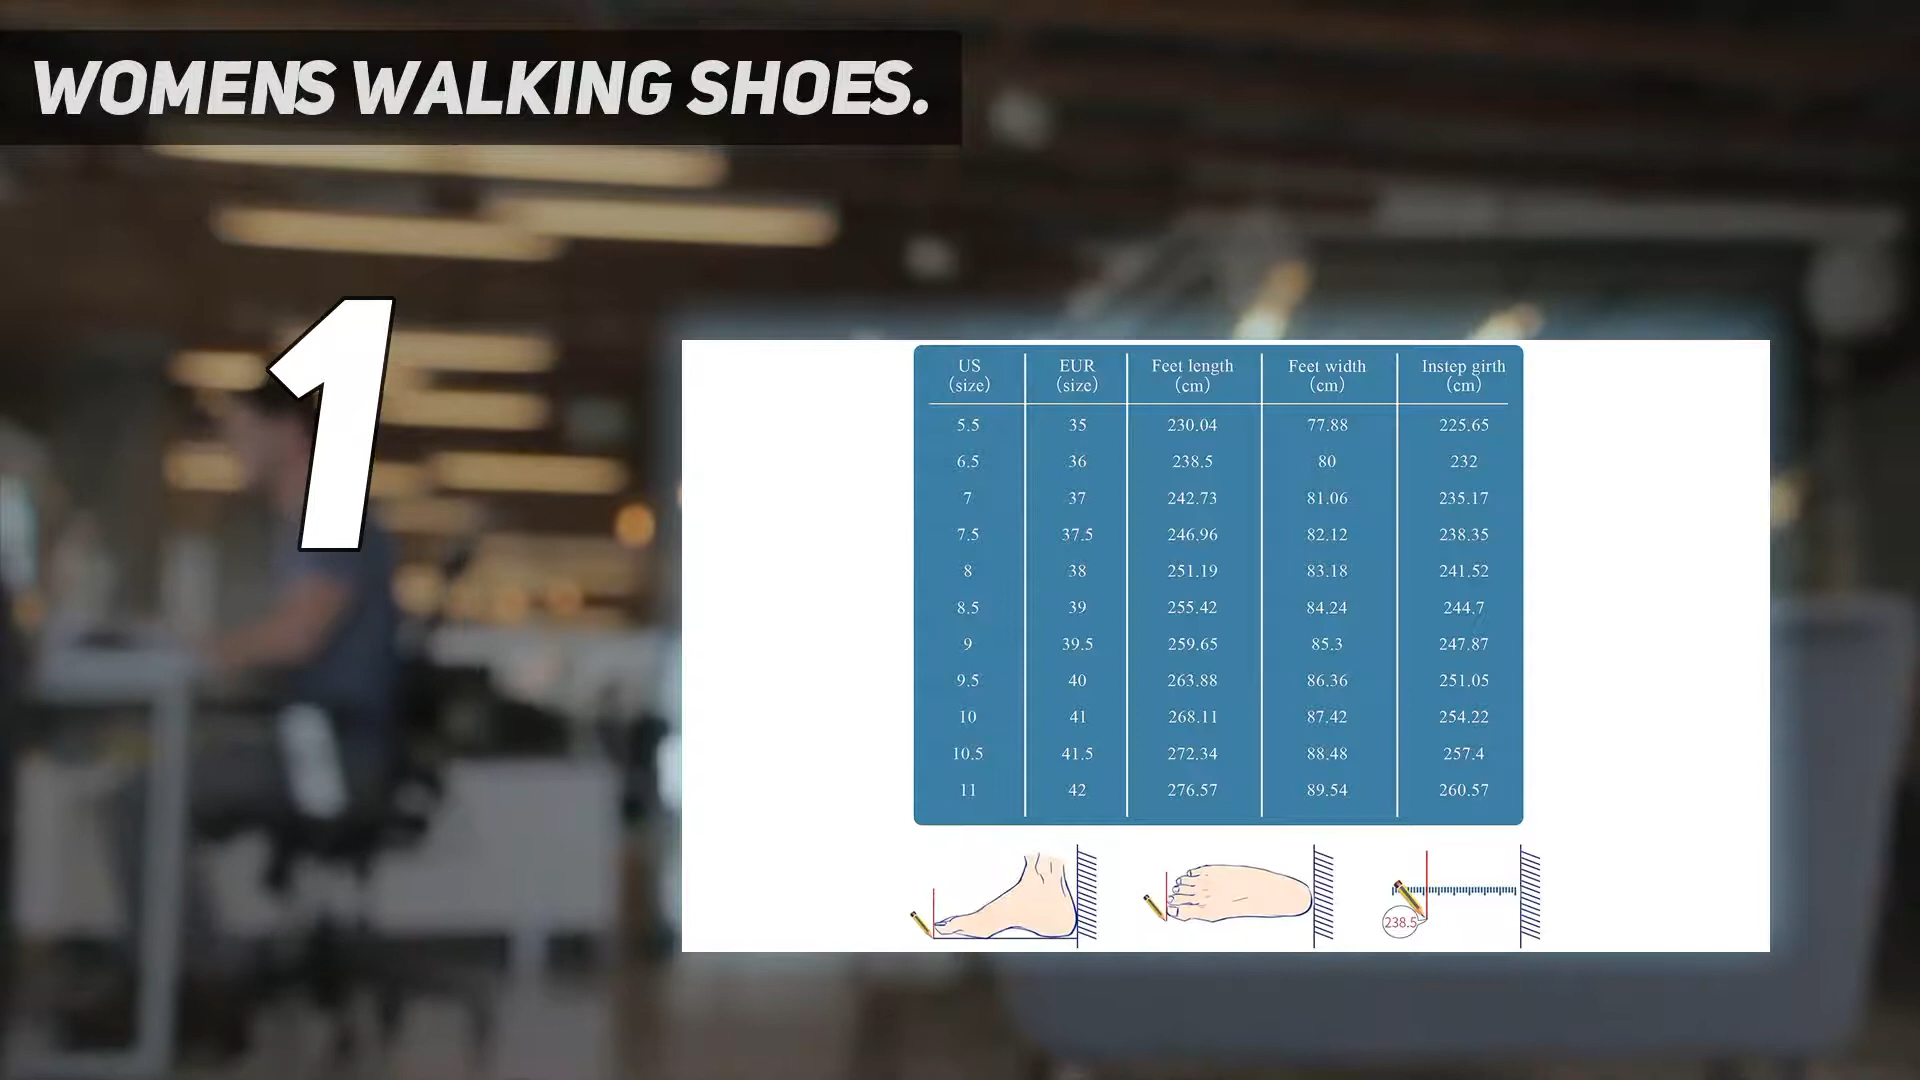 WOMENS WALKING SHOES.
1
US EUR Feet length Feet width Instep girth
(size) (size) (cm) (cm) (cm)
5.5 35 230.04 77.88 225.65
6.5 36 238.5 80 232
7 37 242.73 81.06 235.17
7.5 37.5 246.96 82.12 238.35
8 38 251.19 83.18 241.52
8.5 39 255.42 84.24 244.7
9 39.5 259.65 85.3 247.87
9.5 40 263.88 86.36 251.05
10 41 268.11 87.42 254.22
10.5 41.5 272.34 88.48 257.4
11 42 276.57 89.54 260.57
238.5